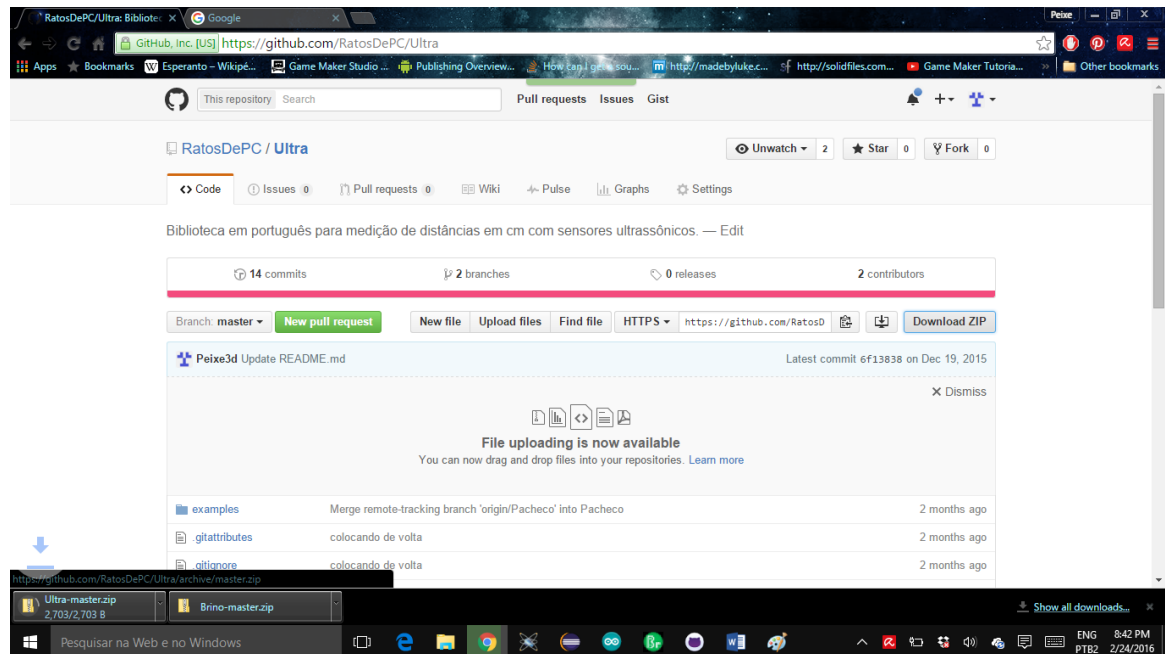 RatosDePC/Ultra: Bibliotec
Google
Peixe
GitHub, Inc. [US] https://github.com/RatosDePC/Ultra
Apps Bookmarks Esperanto – Wikipé... Game Maker Studio ... Publishing Overview... How can I get a sou... http://madebyluke.c... http://solidfiles.com... Game Maker Tutoria... » Other bookmarks
This repository Search Pull requests Issues Gist
RatosDePC / Ultra Unwatch 2 Star 0 Fork 0
Code Issues 0 Pull requests 0 Wiki Pulse Graphs Settings
Biblioteca em português para medição de distâncias em cm com sensores ultrassônicos. — Edit
14 commits 2 branches 0 releases 2 contributors
Branch: master New pull request New file Upload files Find file HTTPS https://github.com/RatosD Download ZIP
Peixe3d Update README.md Latest commit 6f13838 on Dec 19, 2015
Dismiss
File uploading is now available
You can now drag and drop files into your repositories. Learn more
examples Merge remote-tracking branch 'origin/Pacheco' into Pacheco 2 months ago
.gitattributes colocando de volta 2 months ago
.gitignore colocando de volta 2 months ago
https://github.com/RatosDePC/Ultra/archive/master.zip
Ultra-master.zip
2,703/2,703 B
Brino-master.zip
Show all downloads...
Pesquisar na Web e no Windows
Br
ENG 8:42 PM
PTB2 2/24/2016